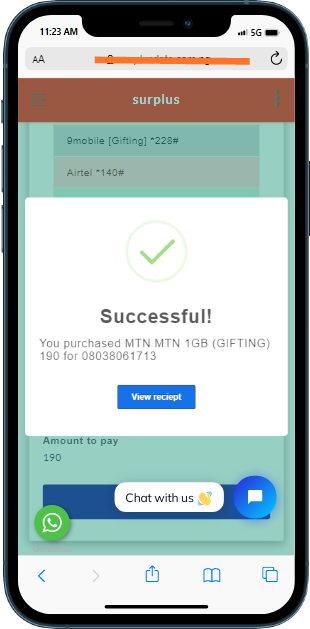 11:23 AM
5G
AA
surplus
9mobile [Gifting] *228#
Airtel *140#
Successful!
You purchased MTN MTN 1GB (GIFTING)
190 for 08038061713
View reciept
Amount to pay
190
Chat with us 👋